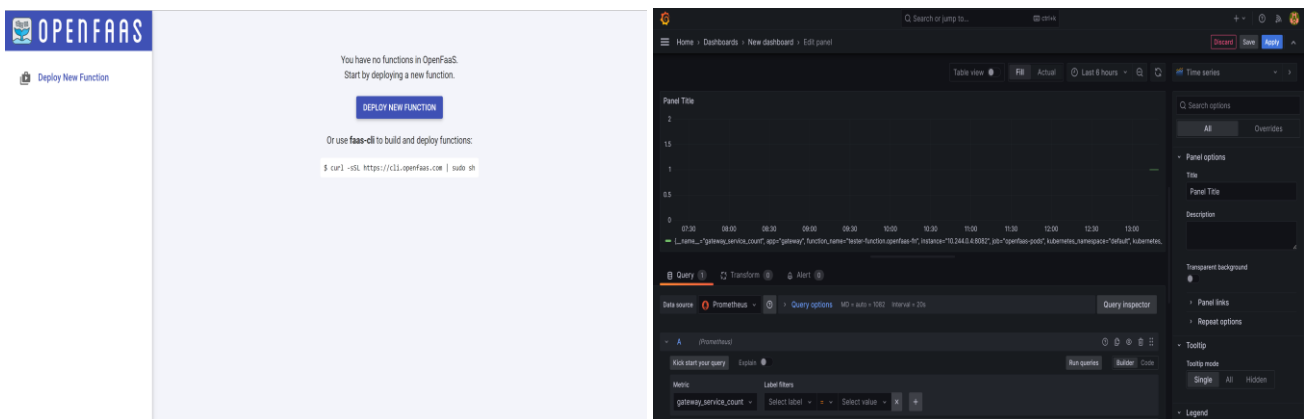 OPENFAAS
Deploy New Function
You have no functions in OpenFaaS.
Start by deploying a new function.
DEPLOY NEW FUNCTION
Or use faas-cli to build and deploy functions:
$ curl -sSL https://cli.openfaas.com | sudo sh
Search or jump to... ctrl+k
Home > Dashboards > New dashboard > Edit panel
Discard Save Apply
Table view Fill Actual Last 6 hours
Time series
Panel Title
2
1.5
1
0.5
0
07:30 08:00 08:30 09:00 09:30 10:00 10:30 11:00 11:30 12:00 12:30 13:00
{__name__="gateway_service_count", app="gateway", function_name="tester-function.openfaas-fn", instance="10.244.0.4:8082", job="openfaas-pods", kubernetes_namespace="default", kubernetes_
Query 1 Transform 0 Alert 0
Data source Prometheus > Query options MD = auto = 1082 Interval = 20s Query inspector
A (Prometheus)
Kick start your query Explain Run queries Builder Code
Metric Label filters
gateway_service_count Select label = Select value × +
Search options
All Overrides
Panel options
Title
Panel Title
Description
Transparent background
> Panel links
> Repeat options
Tooltip
Tooltip mode
Single All Hidden
Legend